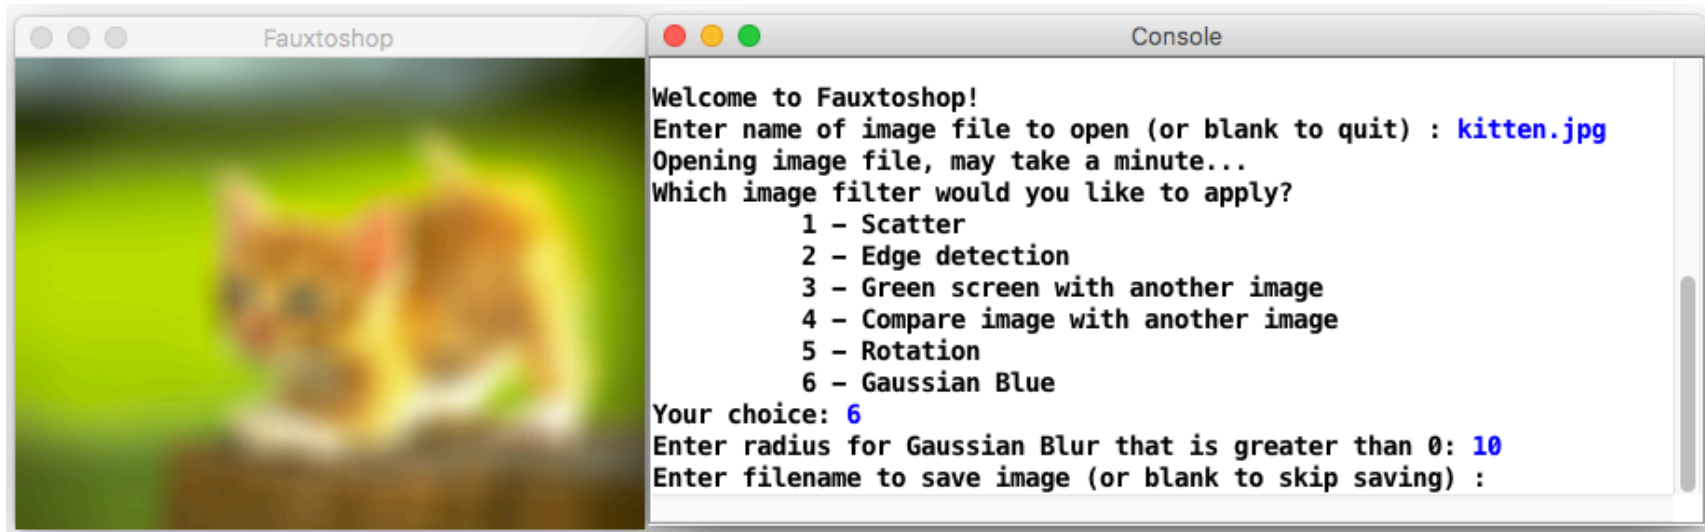 Fauxtoshop
Console
Welcome to Fauxtoshop!
Enter name of image file to open (or blank to quit) : kitten.jpg
Opening image file, may take a minute...
Which image filter would you like to apply?
1 – Scatter
2 – Edge detection
3 – Green screen with another image
4 – Compare image with another image
5 – Rotation
6 – Gaussian Blue
Your choice: 6
Enter radius for Gaussian Blur that is greater than 0: 10
Enter filename to save image (or blank to skip saving) :